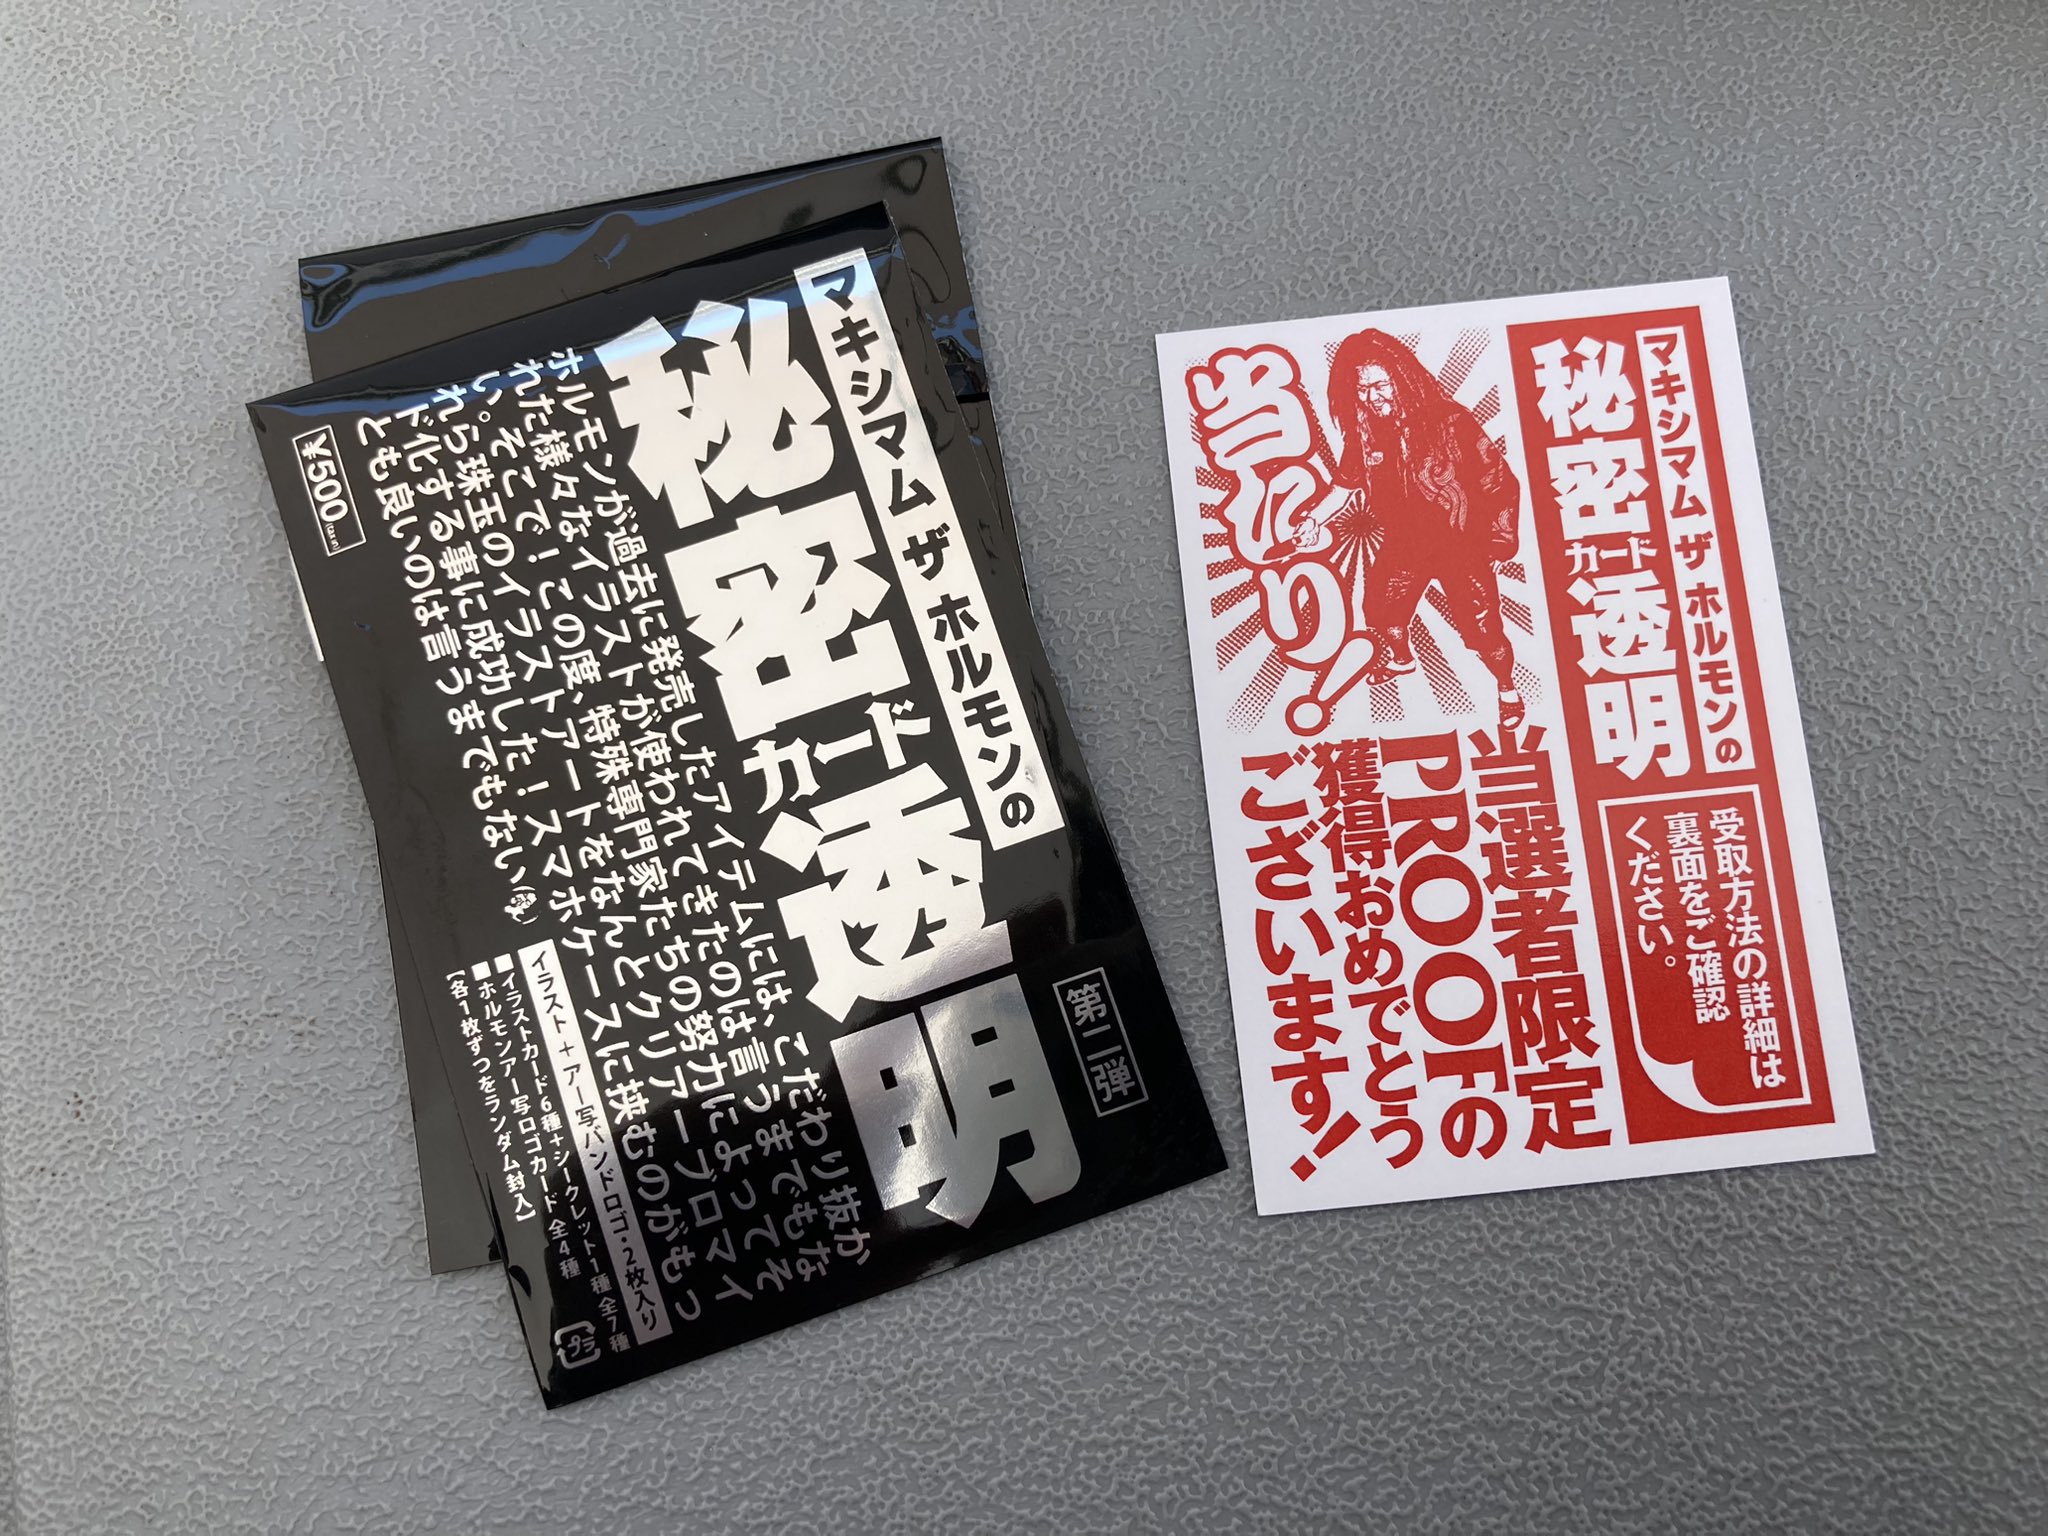 マキシマム ザ ホルモンの
秘密カード透明
第二弾
ホルモンが過去に発売したアイテムには、こだわり抜か
れた様々なイラストが使われてきたのは言うまでもな
い。そこで!この度、特殊専門家たちの努力によってそ
れら珠玉のイラストアートをなんとクリアーブロマイ
ド化する事に成功した!スマホケースに挟むのがもっ
とも良いのは言うまでもない、
イラスト+アー写バンドロゴ・2枚入り
■イラストカード6種+シークレット1種 全7種
■ホルモンアー写ロゴカード 全4種
【各1枚ずつをランダム封入】
¥500
プラ
マキシマム ザ ホルモンの
秘密カード透明
受取方法の詳細は
裏面をご確認
ください。
当たり!
当選者限定
PROOFの
獲得おめでとう
ございます!